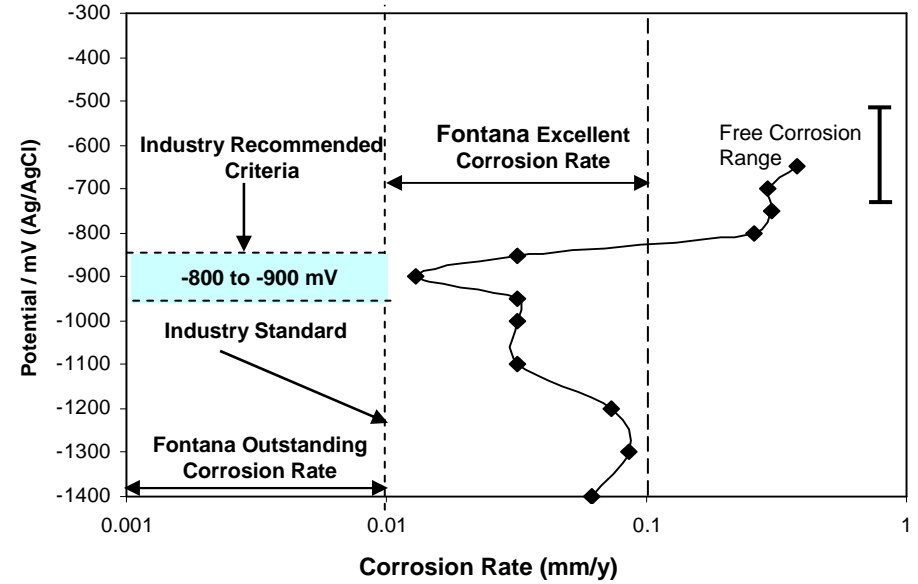 -300
-400
-500
-600
-700
-800
-900
-1000
-1100
-1200
-1300
-1400
Potential / mV (Ag/AgCl)
Industry Recommended
Criteria
Fontana Excellent
Corrosion Rate
Free Corrosion
Range
-800 to -900 mV
Industry Standard
Fontana Outstanding
Corrosion Rate
0.001
0.01
0.1
1
Corrosion Rate (mm/y)